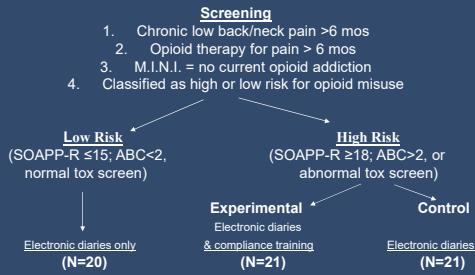 Screening
1. Chronic low back/neck pain >6 mos
2. Opioid therapy for pain > 6 mos
3. M.I.N.I. = no current opioid addiction
4. Classified as high or low risk for opioid misuse
Low Risk
(SOAPP-R ≤15; ABC<2,
normal tox screen)
High Risk
(SOAPP-R ≥18; ABC>2, or
abnormal tox screen)
Experimental
Control
Electronic diaries
Electronic diaries only
& compliance training
Electronic diaries
(N=20)
(N=21)
(N=21)